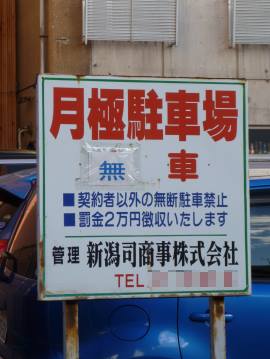 月極駐車場
無 車
■契約者以外の無断駐車禁止
■罰金2万円徴収いたします
管理 新潟司商事株式会社
TEL